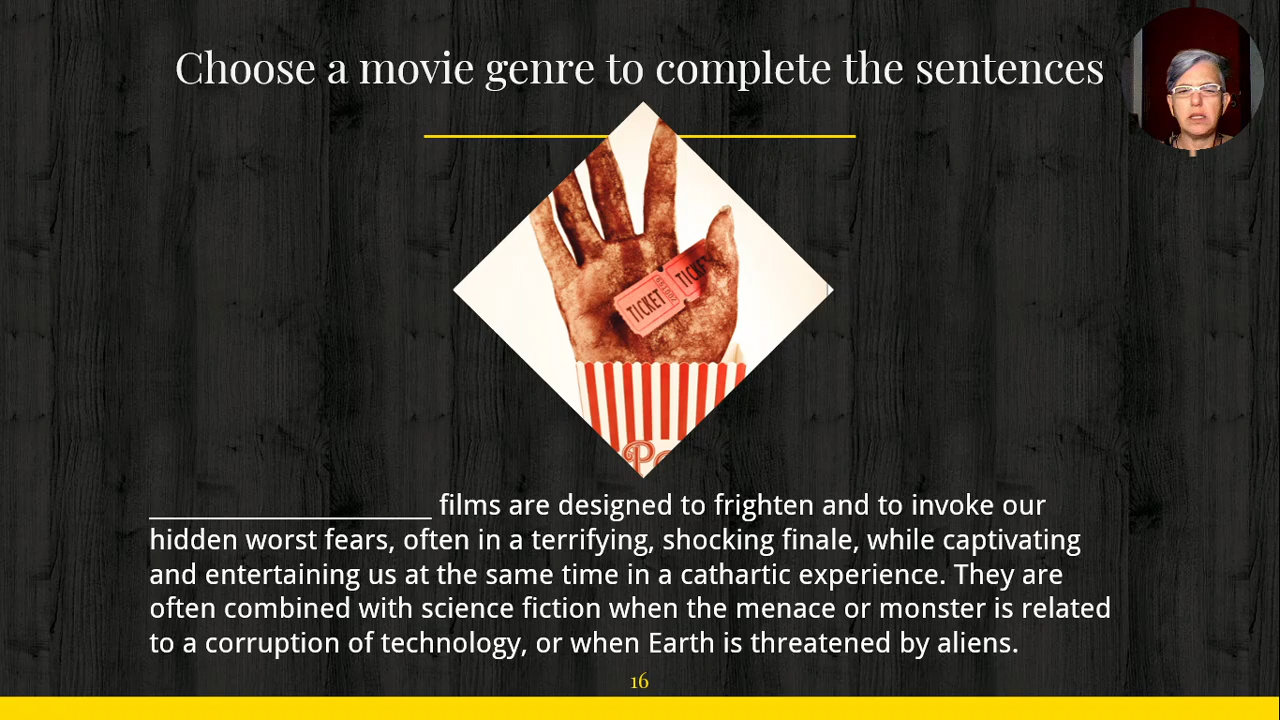 Choose a movie genre to complete the sentences
TICKET
TICKET
______________________ films are designed to frighten and to invoke our
hidden worst fears, often in a terrifying, shocking finale, while captivating
and entertaining us at the same time in a cathartic experience. They are
often combined with science fiction when the menace or monster is related
to a corruption of technology, or when Earth is threatened by aliens.
16